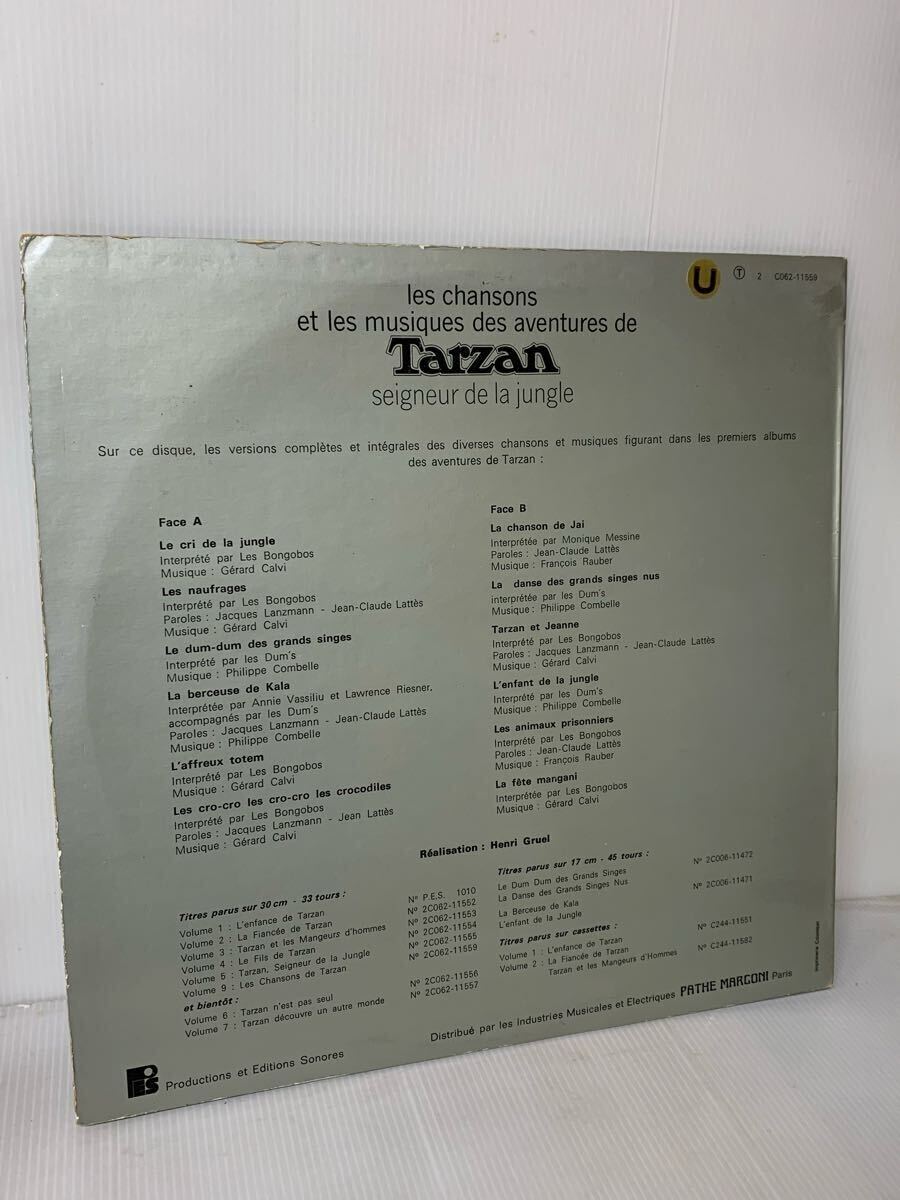 U
T 2 C062-11559
les chansons
et les musiques des aventures de
Tarzan
seigneur de la jungle
Sur ce disque, les versions complètes et intégrales des diverses chansons et musiques figurant dans les premiers albums
des aventures de Tarzan :
Face A
Le cri de la jungle
Interprété par Les Bongobos
Musique : Gérard Calvi
Les naufrages
Interprété par Les Bongobos
Paroles : Jacques Lanzmann - Jean-Claude Lattès
Musique : Gérard Calvi
Le dum-dum des grands singes
Interprété par les Dum's
Musique : Philippe Combelle
La berceuse de Kala
Interprétée par Annie Vassiliu et Lawrence Riesner,
accompagnés par les Dum's
Paroles : Jacques Lanzmann - Jean-Claude Lattès
Musique : Philippe Combelle
L'affreux totem
Interprété par Les Bongobos
Musique : Gérard Calvi
Les cro-cro les cro-cro les crocodiles
Interprété par Les Bongobos
Paroles : Jacques Lanzmann - Jean Lattès
Musique : Gérard Calvi
Face B
La chanson de Jai
Interprétée par Monique Messine
Paroles : Jean-Claude Lattès
Musique : François Rauber
La danse des grands singes nus
interprétée par les Dum's
Musique : Philippe Combelle
Tarzan et Jeanne
Interprété par Les Bongobos
Paroles : Jacques Lanzmann - Jean-Claude Lattès
Musique : Gérard Calvi
L'enfant de la jungle
Interprété par les Dum's
Musique : Philippe Combelle
Les animaux prisonniers
Interprété par Les Bongobos
Paroles : Jean-Claude Lattès
Musique : François Rauber
La fête mangani
Interprétée par Les Bongobos
Musique : Gérard Calvi
Réalisation : Henri Gruel
Titres parus sur 30 cm - 33 tours :
Volume 1 : L'enfance de Tarzan N° P.E.S. 1010
Volume 2 : La Fiancée de Tarzan N° 2C062-11552
Volume 3 : Tarzan et les Mangeurs d'hommes N° 2C062-11553
Volume 4 : Le Fils de Tarzan N° 2C062-11554
Volume 5 : Tarzan, Seigneur de la Jungle N° 2C062-11555
Volume 9 : Les Chansons de Tarzan N° 2C062-11559
et bientôt :
Volume 6 : Tarzan n'est pas seul N° 2C062-11556
Volume 7 : Tarzan découvre un autre monde N° 2C062-11557
Titres parus sur 17 cm - 45 tours :
Le Dum Dum des Grands Singes N° 2C006-11472
La Danse des Grands Singes Nus
La Berceuse de Kala N° 2C006-11471
L'enfant de la Jungle
Titres parus sur cassettes :
Volume 1 : L'enfance de Tarzan N° C244-11551
Volume 2 : La Fiancée de Tarzan N° C244-11582
Tarzan et les Mangeurs d'Hommes
PES Productions et Editions Sonores
Distribué par les Industries Musicales et Electriques PATHE MARCONI Paris